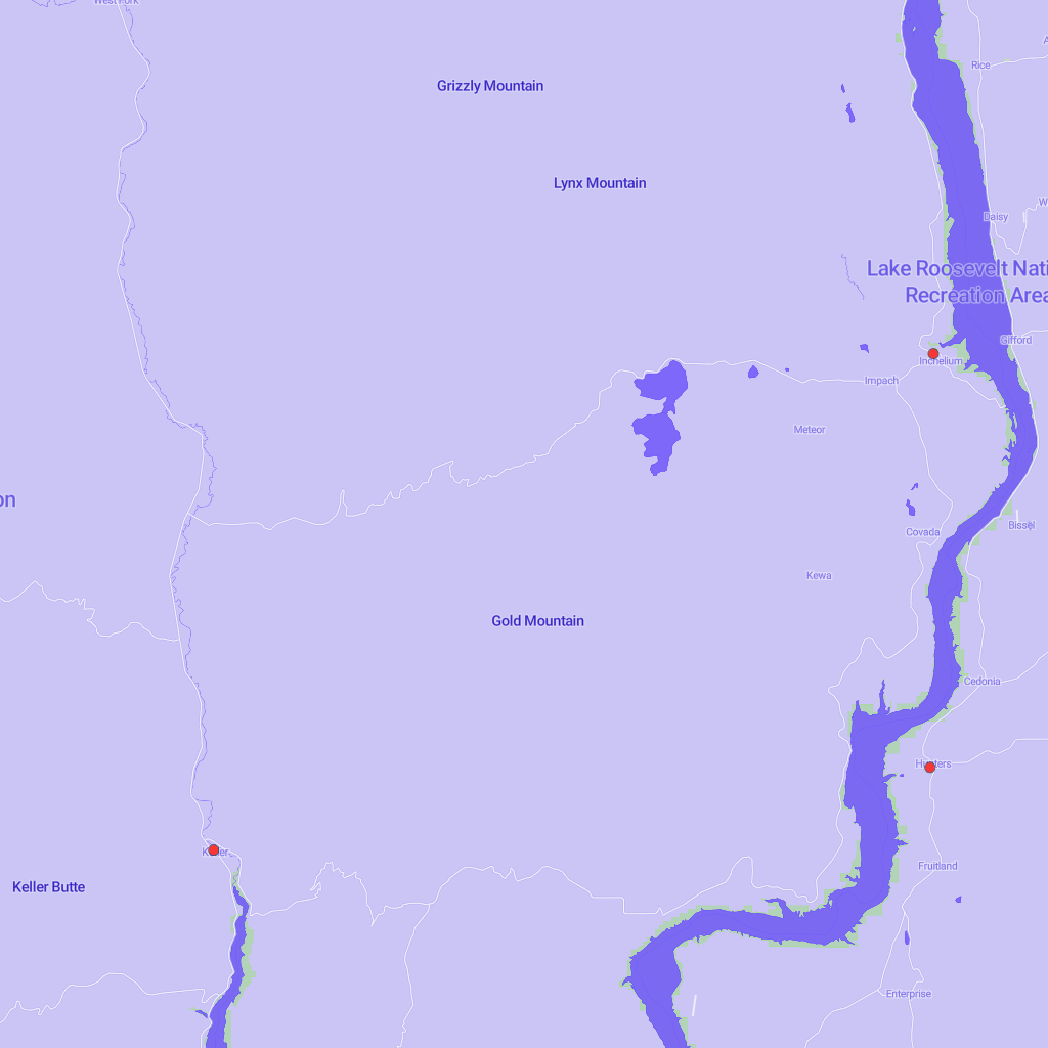 West Fork
Rice
Grizzly Mountain
Lynx Mountain
Daisy
Lake Roosevelt Nati
Recreation Area
Gifford
Inchelium
Impach
Meteor
on
Bissel
Covada
Kewa
Gold Mountain
Cedonia
Hunters
Keller
Fruitland
Keller Butte
Enterprise